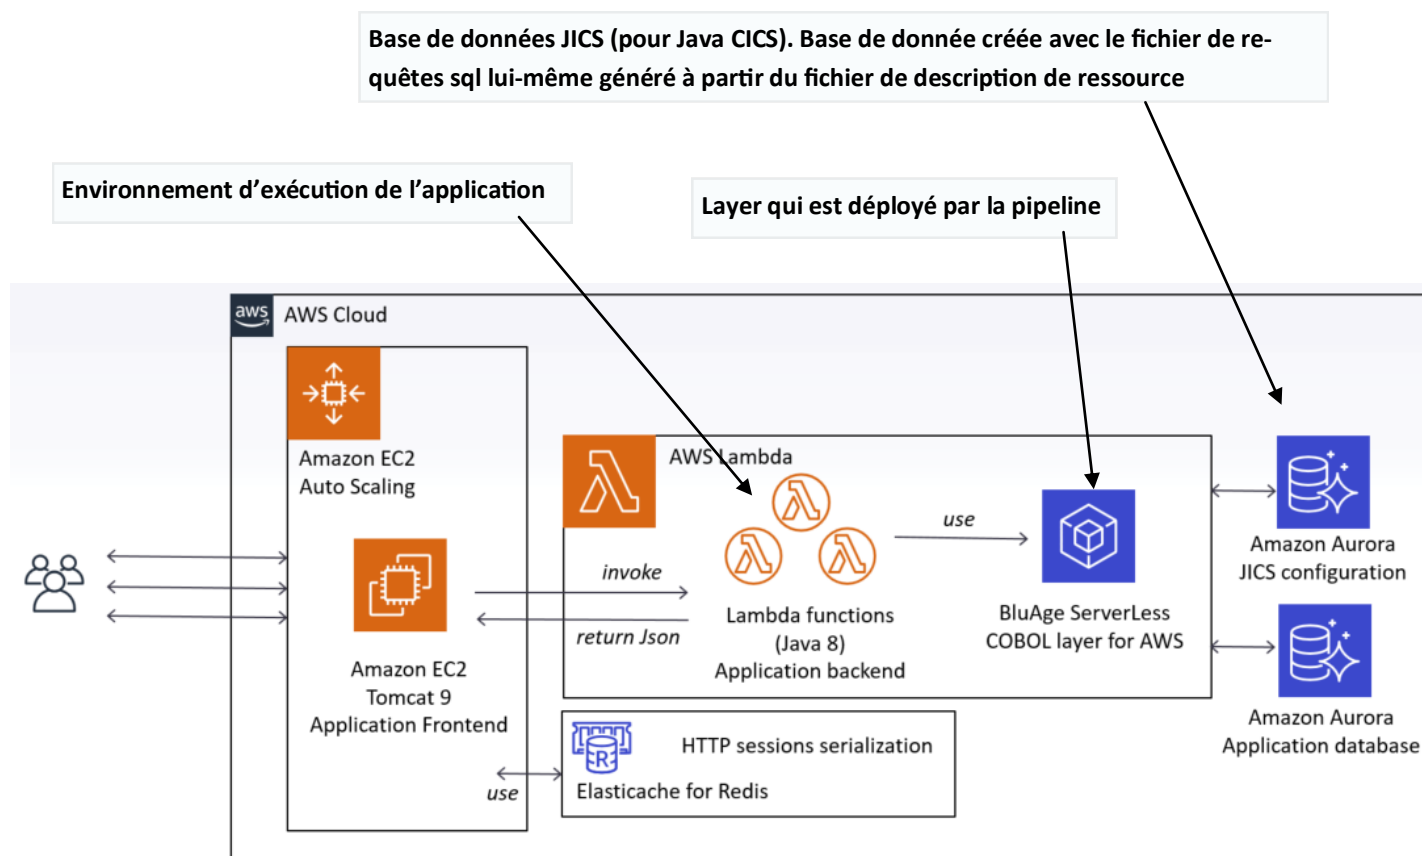 Base de données JICS (pour Java CICS). Base de donnée créée avec le fichier de re-
quêtes sql lui-même généré à partir du fichier de description de ressource
Environnement d’exécution de l’application
Layer qui est déployé par la pipeline
aws
AWS Cloud
Amazon EC2
Auto Scaling
AWS Lambda
use
invoke
return Json
Lambda functions
(Java 8)
Application backend
BluAge ServerLess
COBOL layer for AWS
Amazon Aurora
JICS configuration
Amazon EC2
Tomcat 9
Application Frontend
Amazon Aurora
Application database
R
HTTP sessions serialization
use
Elasticache for Redis